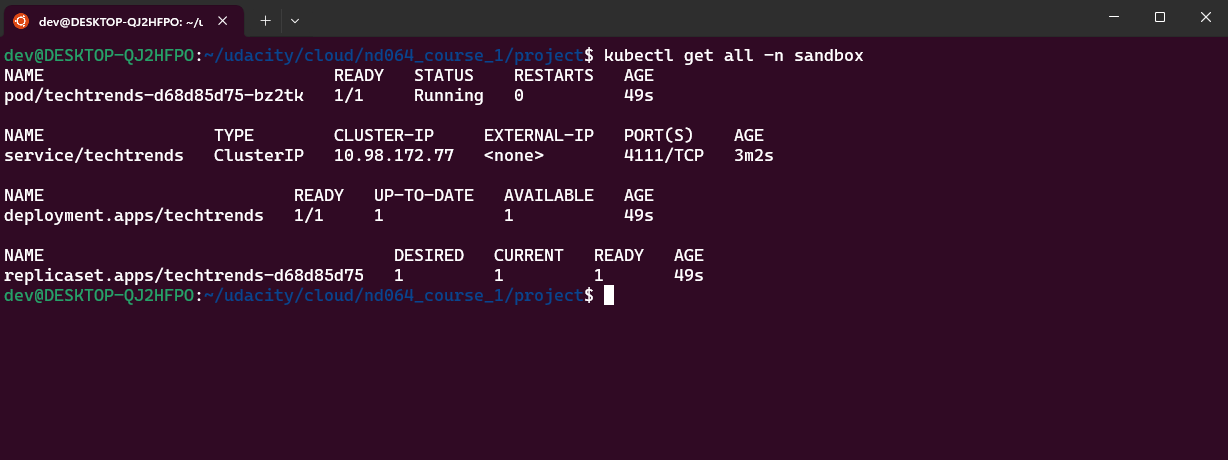 dev@DESKTOP-QJ2HFPO: ~/u
dev@DESKTOP-QJ2HFPO:~/udacity/cloud/nd064_course_1/project$ kubectl get all -n sandbox
NAME                             READY   STATUS    RESTARTS   AGE
pod/techtrends-d68d85d75-bz2tk   1/1     Running   0          49s

NAME                 TYPE        CLUSTER-IP     EXTERNAL-IP   PORT(S)    AGE
service/techtrends   ClusterIP   10.98.172.77   <none>        4111/TCP   3m2s

NAME                         READY   UP-TO-DATE   AVAILABLE   AGE
deployment.apps/techtrends   1/1     1            1           49s

NAME                                   DESIRED   CURRENT   READY   AGE
replicaset.apps/techtrends-d68d85d75   1         1         1       49s
dev@DESKTOP-QJ2HFPO:~/udacity/cloud/nd064_course_1/project$